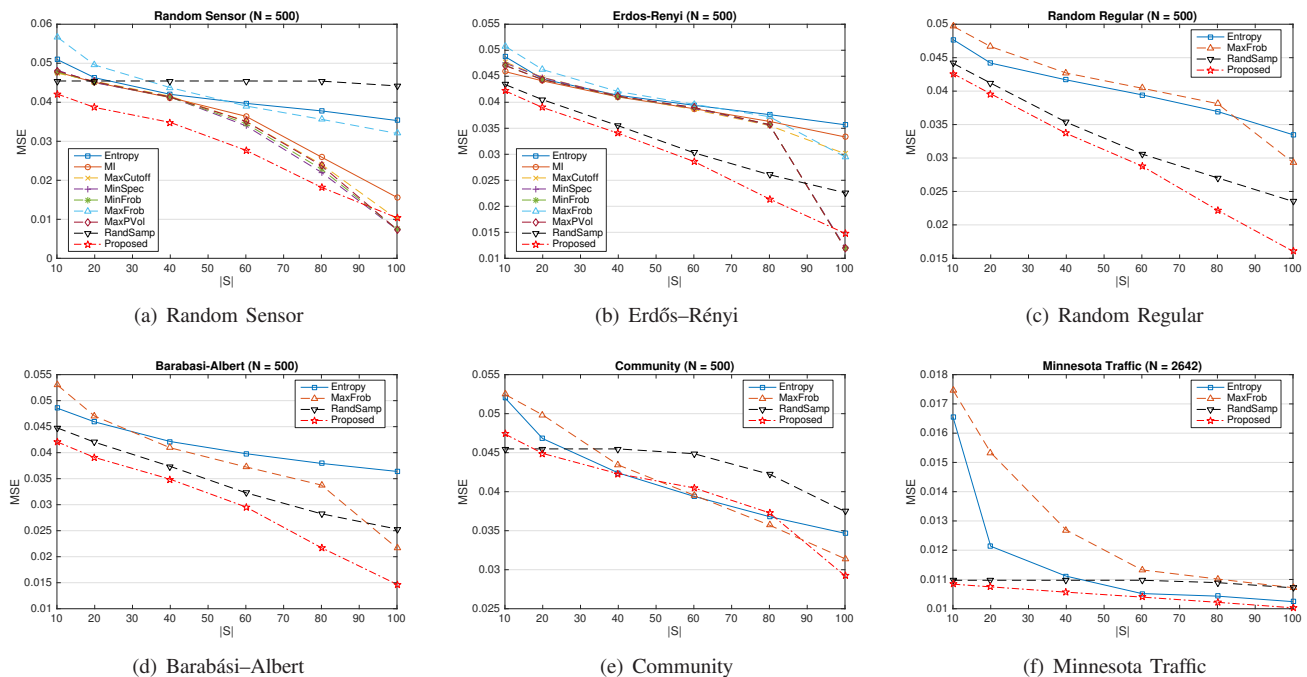 Random Sensor (N = 500)
0.06
0.05
0.04
0.03
0.02
0.01
0
MSE
Entropy
MI
MaxCutoff
MinSpec
MinFrob
MaxFrob
MaxPVol
RandSamp
Proposed
10 20 30 40 50 60 70 80 90 100
|S|
(a) Random Sensor
Erdos-Renyi (N = 500)
0.055
0.05
0.045
0.04
0.035
0.03
0.025
0.02
0.015
0.01
MSE
Entropy
MI
MaxCutoff
MinSpec
MinFrob
MaxFrob
MaxPVol
RandSamp
Proposed
10 20 30 40 50 60 70 80 90 100
|S|
(b) Erdős–Rényi
Random Regular (N = 500)
0.05
0.045
0.04
0.035
0.03
0.025
0.02
0.015
MSE
Entropy
MaxFrob
RandSamp
Proposed
10 20 30 40 50 60 70 80 90 100
|S|
(c) Random Regular
Barabasi-Albert (N = 500)
0.055
0.05
0.045
0.04
0.035
0.03
0.025
0.02
0.015
0.01
MSE
Entropy
MaxFrob
RandSamp
Proposed
10 20 30 40 50 60 70 80 90 100
|S|
(d) Barabási–Albert
Community (N = 500)
0.055
0.05
0.045
0.04
0.035
0.03
0.025
MSE
Entropy
MaxFrob
RandSamp
Proposed
10 20 30 40 50 60 70 80 90 100
|S|
(e) Community
Minnesota Traffic (N = 2642)
0.018
0.017
0.016
0.015
0.014
0.013
0.012
0.011
0.01
MSE
Entropy
MaxFrob
RandSamp
Proposed
10 20 30 40 50 60 70 80 90 100
|S|
(f) Minnesota Traffic